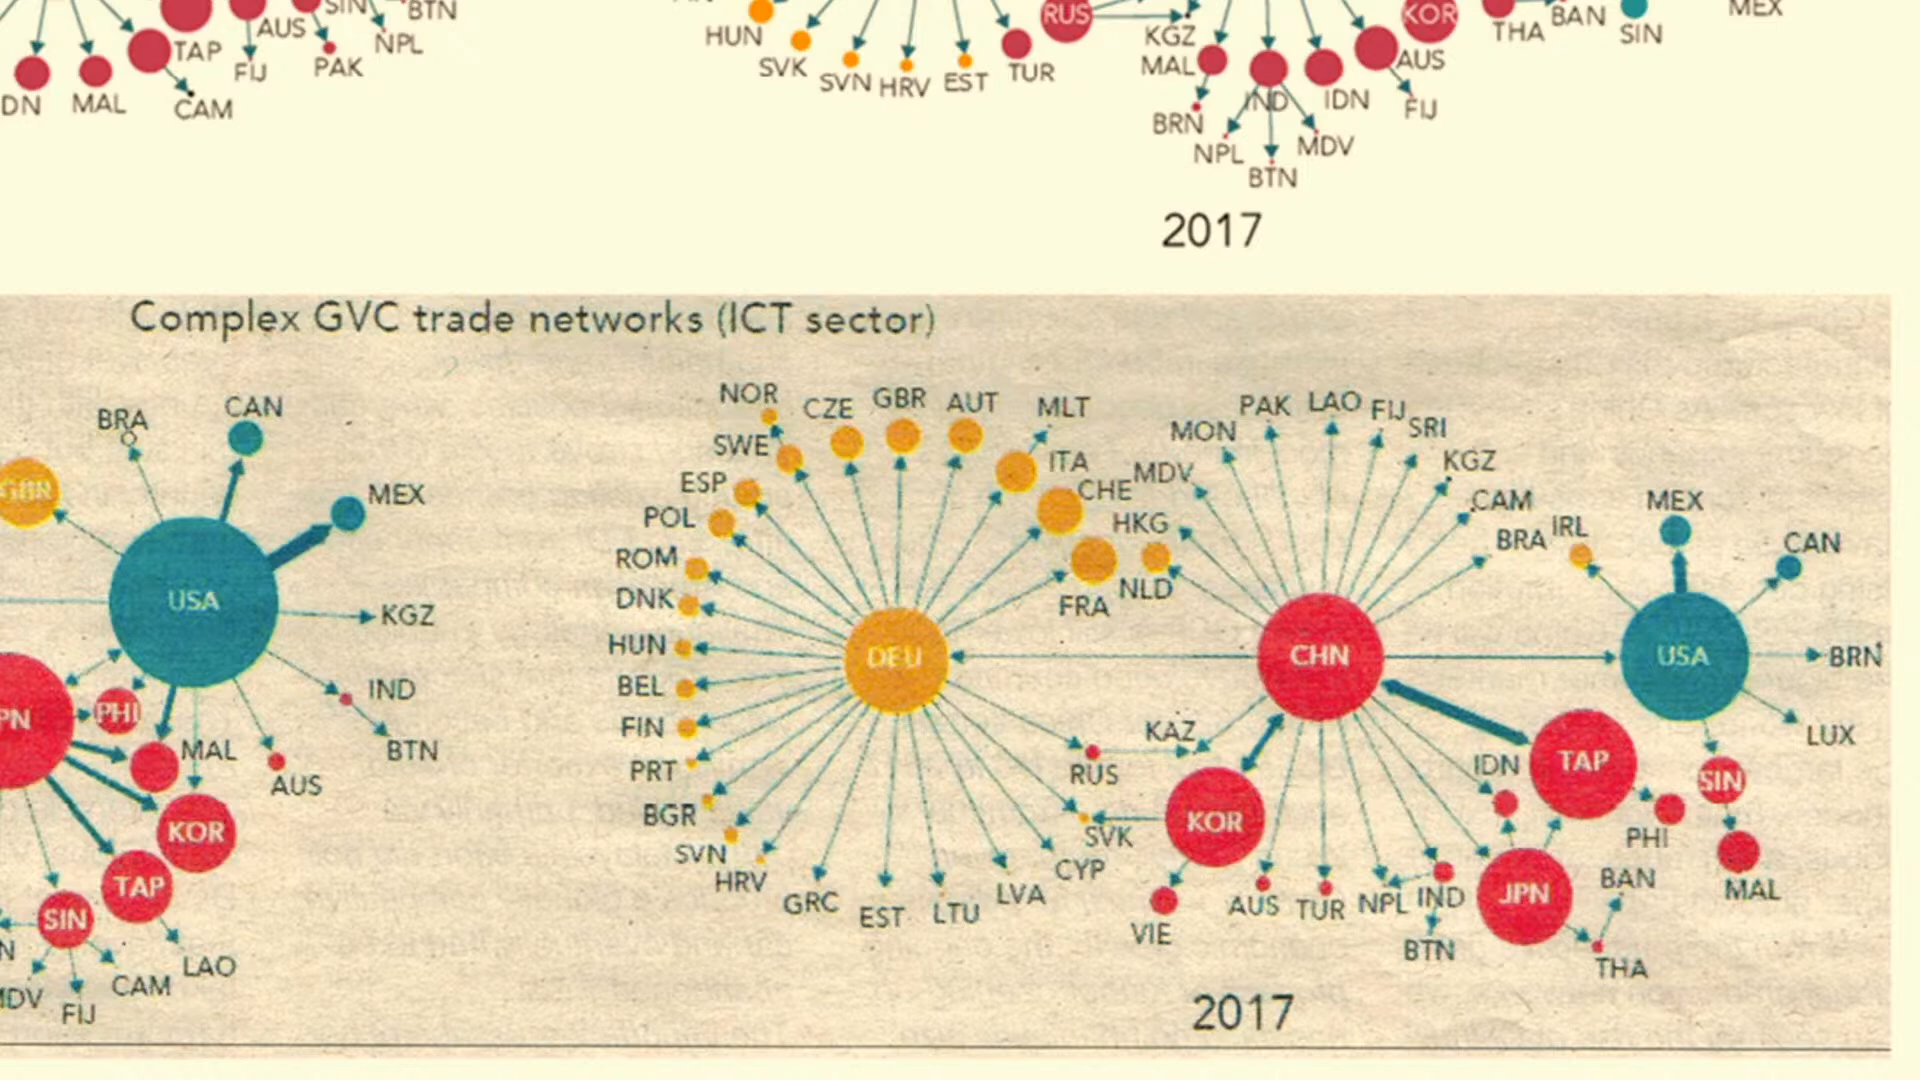 SIN
BTN
TAP
AUS
NPL
FIJ
PAK
DN
MAL
CAM
HUN
SVK
SVN
HRV
EST
TUR
RUS
KGZ
MAL
IND
IDN
AUS
FIJ
BRN
NPL
MDV
BTN
KOR
THA
BAN
SIN
MEX
2017
Complex GVC trade networks (ICT sector)
BRA
CAN
GBR
MEX
USA
KGZ
IND
BTN
PN
PHI
MAL
AUS
KOR
TAP
SIN
LAO
CAM
N
MDV
FIJ
NOR
CZE
GBR
AUT
MLT
SWE
ITA
ESP
CHE
POL
HKG
ROM
NLD
DNK
FRA
HUN
DEU
BEL
FIN
PRT
RUS
BGR
SVK
SVN
CYP
HRV
GRC
EST
LTU
LVA
PAK
LAO
FIJ
SRI
MON
KGZ
MDV
CAM
BRA
IRL
MEX
CAN
CHN
USA
BRN
LUX
KAZ
KOR
IDN
TAP
SIN
PHI
MAL
VIE
AUS
TUR
NPL
IND
JPN
BAN
BTN
THA
2017